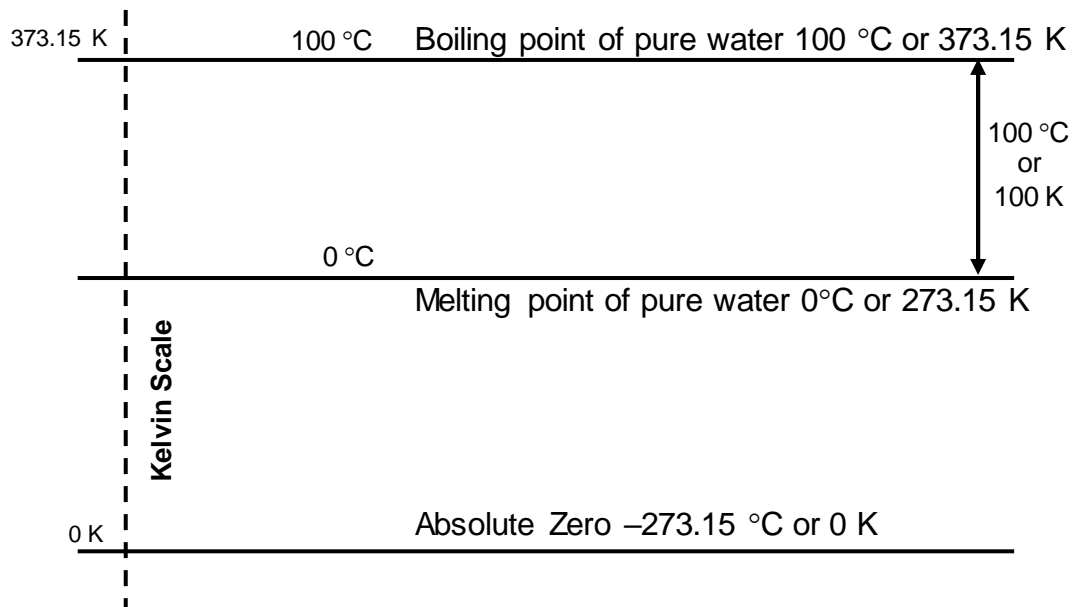 373.15 K
100 °C
Boiling point of pure water 100 °C or 373.15 K
100 °C
or
100 K
0 °C
Melting point of pure water 0°C or 273.15 K
Kelvin Scale
Absolute Zero –273.15 °C or 0 K
0 K